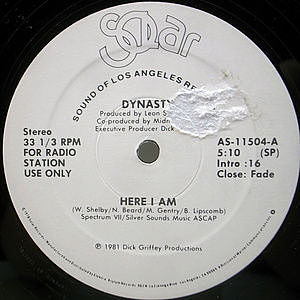 Solar
SOUND OF LOS ANGELES RE
DYNASTY
Produced by Leon S
Co-produced by Midn
Executive Producer Dick
Stereo
33 1/3 RPM
FOR RADIO
STATION
USE ONLY
AS-11504-A
5:10 (SP)
Intro :16
Close: Fade
HERE I AM
(W. Shelby/N. Beard/M. Gentry/B. Lipscomb)
Spectrum VII/Silver Sounds Music ASCAP
℗ 1981 Dick Griffey Productions